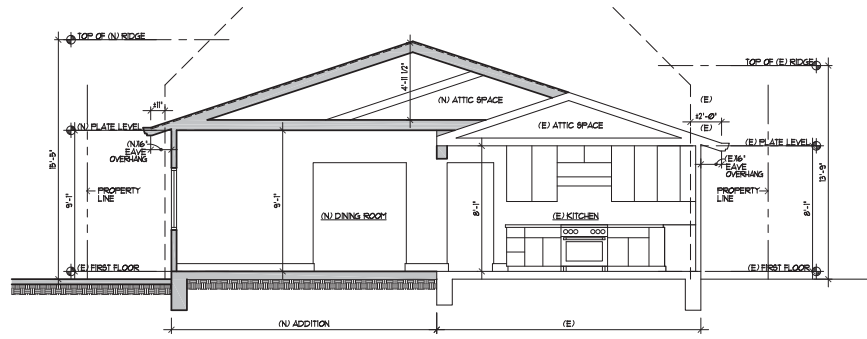 TOP OF (N) RIDGE
TOP OF (E) RIDGE
4'-11 1/2"
(N) ATTIC SPACE
(E)
±11"
±2'-0"
(N) PLATE LEVEL
(E) ATTIC SPACE
(E)
(E) PLATE LEVEL
(N) 16"
EAVE
OVERHANG
(E) 16"
EAVE
OVERHANG
PROPERTY
LINE
PROPERTY
LINE
9'-1"
9'-1"
8'-1"
8'-1"
13'-9"
(N) DINING ROOM
(E) KITCHEN
(E) FIRST FLOOR
(E) FIRST FLOOR
(N) ADDITION
(E)